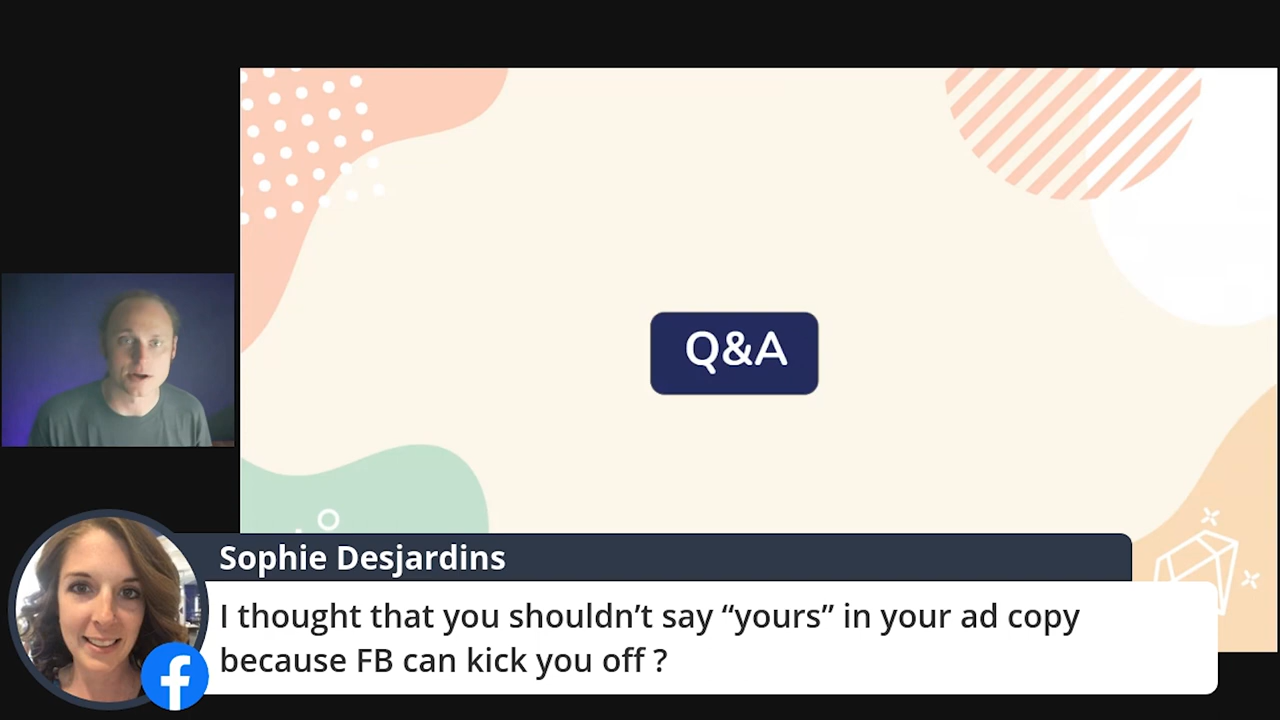 Q&A
Sophie Desjardins
I thought that you shouldn’t say “yours” in your ad copy
because FB can kick you off ?